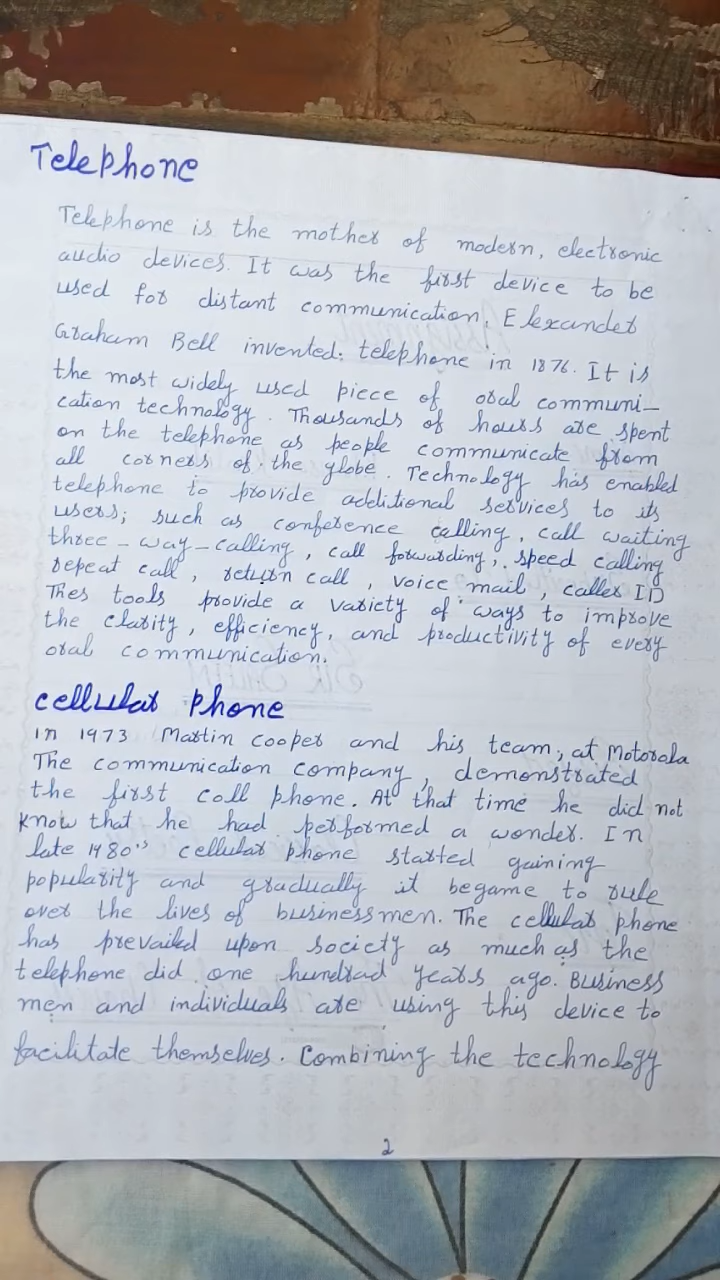 Telephone
Telephone is the mother of modern, electronic
audio devices. It was the first device to be
used for distant communication. Elexander
Graham Bell invented. telephone in 1876. It is
the most widely used piece of oral communi-
cation technology. Thousands of hours are spent
on the telephone as people communicate from
all corners of the globe. Technology has enabled
telephone to provide additional services to its
users; such as conference calling, call waiting
three-way-calling, call forwarding, speed calling
repeat call, return call, voice mail, caller ID
Thes tools provide a variety of ways to improve
the clarity, efficiency, and productivity of every
oral communication.
cellular phone
in 1973 Martin cooper and his team, at Motorola
The communication company, demonstrated
the first coll phone. At that time he did not
know that he had performed a wonder. In
late 1980's cellular phone started gaining
popularity and gradually it begame to rule
over the lives of businessmen. The cellular phone
has prevailed upon society as much as the
telephone did one hundrad years ago. Business
men and individuals are using this device to
facilitate themselves. Combining the technology
2